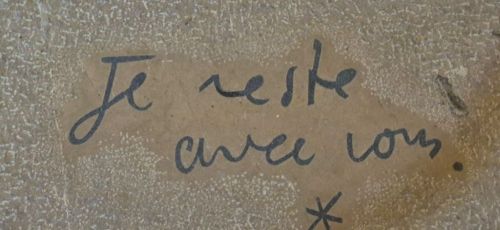 Je reste
avec vous.
*